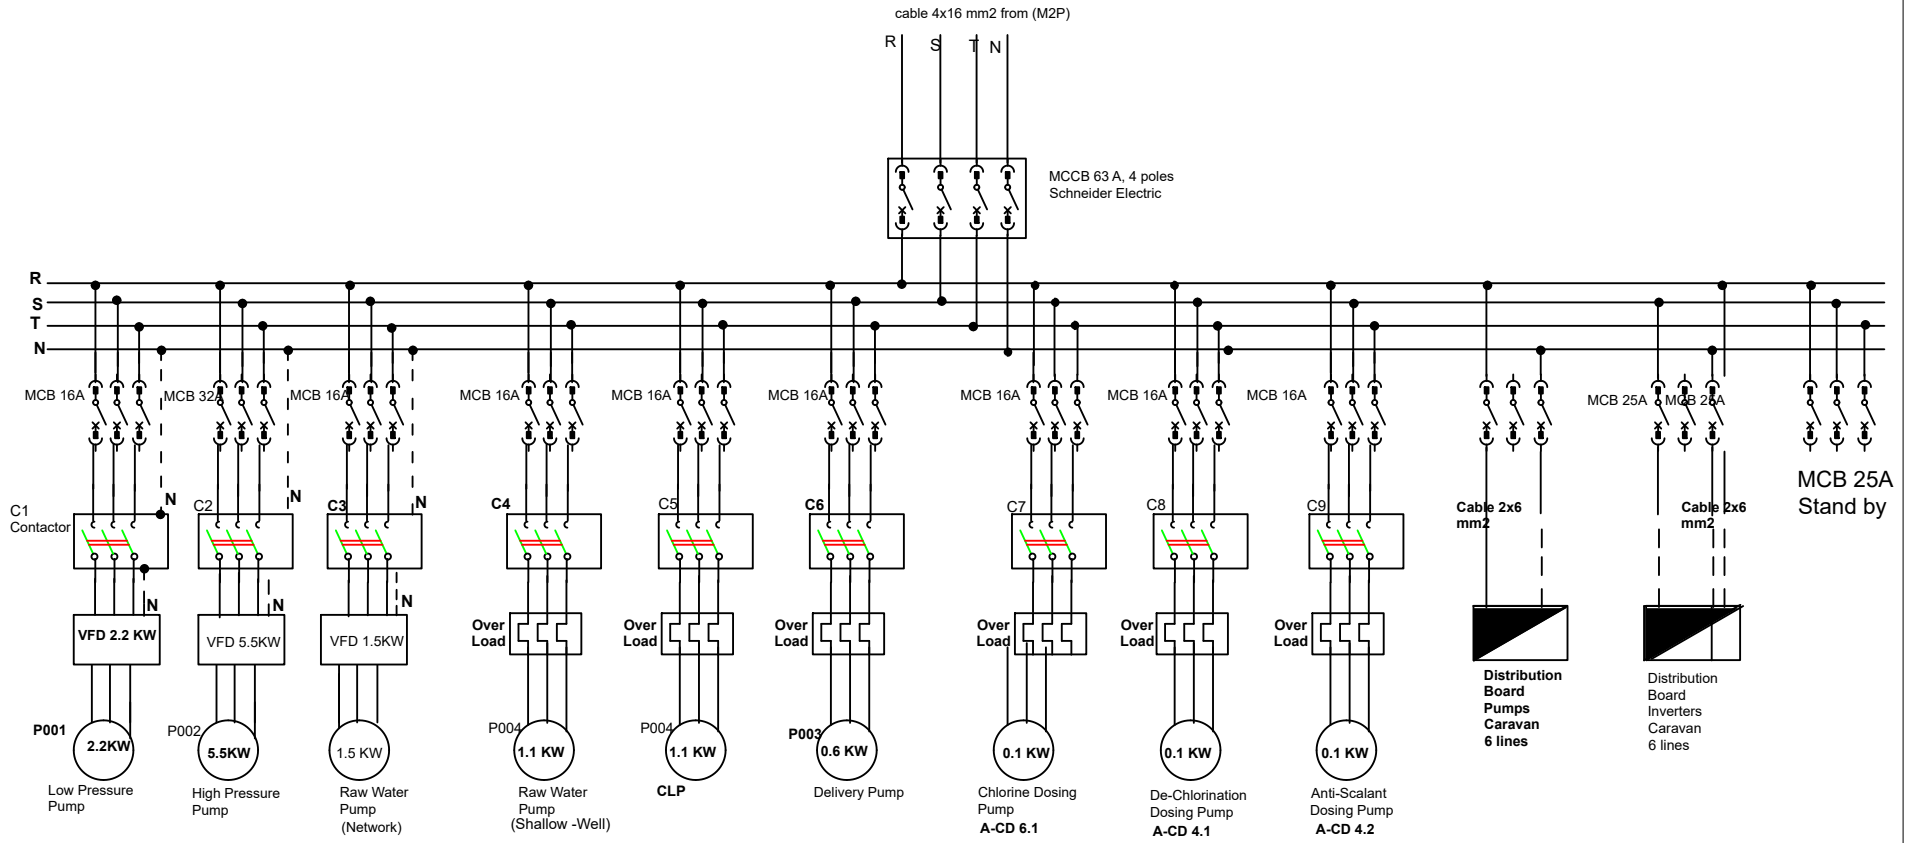 cable 4x16 mm2 from (M2P)
R S T N
MCCB 63 A, 4 poles
Schneider Electric
R
S
T
N
MCB 16A
MCB 32A
MCB 16A
MCB 16A
MCB 16A
MCB 16A
MCB 16A
MCB 16A
MCB 16A
MCB 25A
MCB 25A
MCB 25A
Stand by
C1
Contactor
N
C2
N
C3
N
C4
C5
C6
C7
C8
C9
Cable 2x6
mm2
Cable 2x6
mm2
N
N
N
VFD 2.2 KW
VFD 5.5KW
VFD 1.5KW
Over
Load
Over
Load
Over
Load
Over
Load
Over
Load
Over
Load
P001
2.2KW
Low Pressure
Pump
P002
5.5KW
High Pressure
Pump
1.5 KW
Raw Water
Pump
(Network)
P004
1.1 KW
Raw Water
Pump
(Shallow -Well)
P004
1.1 KW
CLP
P003
0.6 KW
Delivery Pump
0.1 KW
Chlorine Dosing
Pump
A-CD 6.1
0.1 KW
De-Chlorination
Dosing Pump
A-CD 4.1
0.1 KW
Anti-Scalant
Dosing Pump
A-CD 4.2
Distribution
Board
Pumps
Caravan
6 lines
Distribution
Board
Inverters
Caravan
6 lines